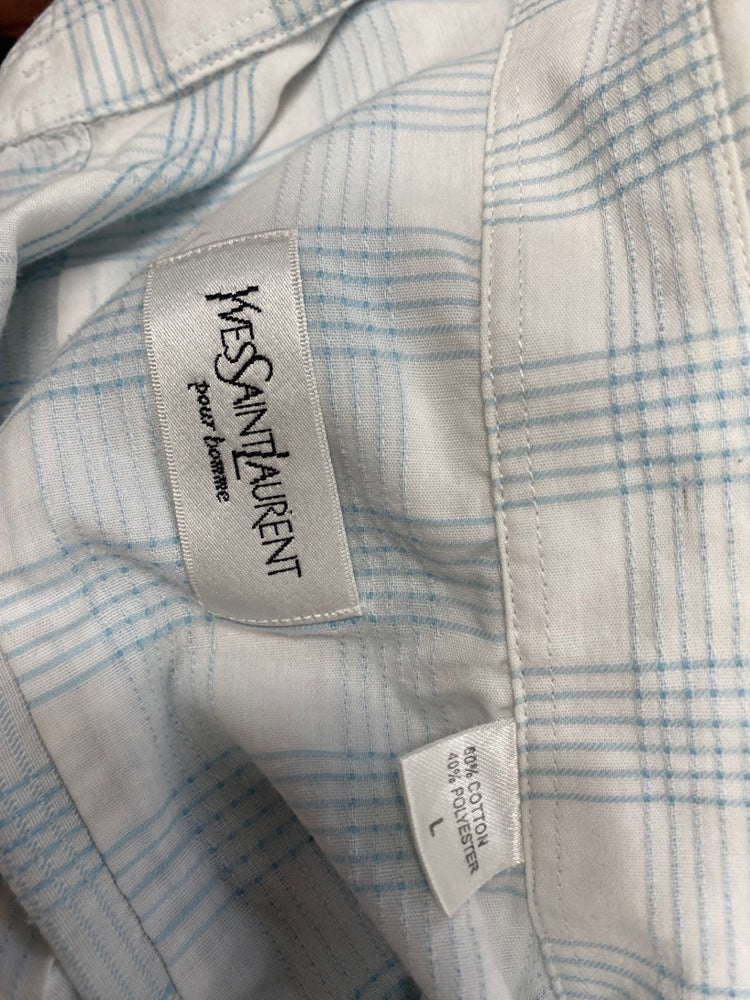 YVESSAINTLAURENT
pour homme
60% COTTON
40% POLYESTER
L